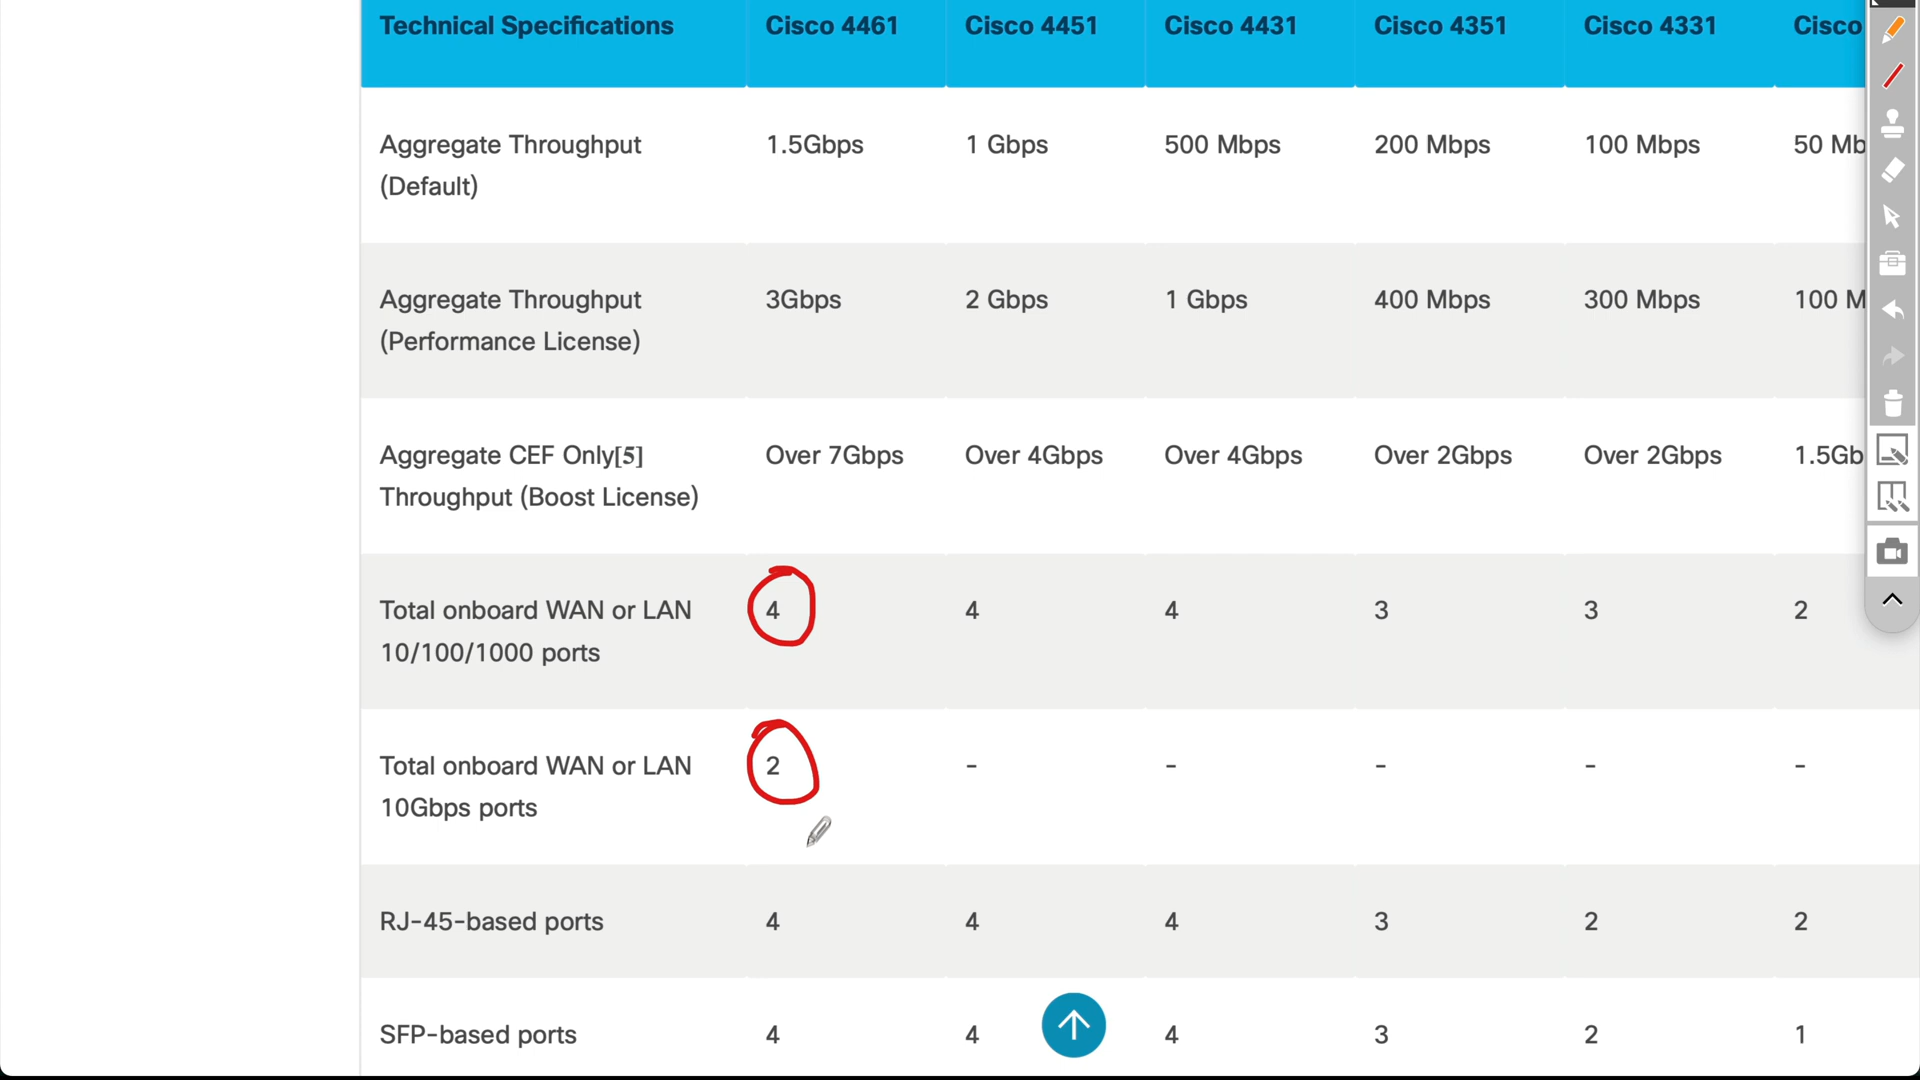 Technical Specifications Cisco 4461 Cisco 4451 Cisco 4431 Cisco 4351 Cisco 4331 Cisco
Aggregate Throughput (Default) 1.5Gbps 1 Gbps 500 Mbps 200 Mbps 100 Mbps 50 Mb
Aggregate Throughput (Performance License) 3Gbps 2 Gbps 1 Gbps 400 Mbps 300 Mbps 100 M
Aggregate CEF Only[5] Throughput (Boost License) Over 7Gbps Over 4Gbps Over 4Gbps Over 2Gbps Over 2Gbps 1.5Gb
Total onboard WAN or LAN 10/100/1000 ports 4 4 4 3 3 2
Total onboard WAN or LAN 10Gbps ports 2 - - - - -
RJ-45-based ports 4 4 4 3 2 2
SFP-based ports 4 4 4 3 2 1